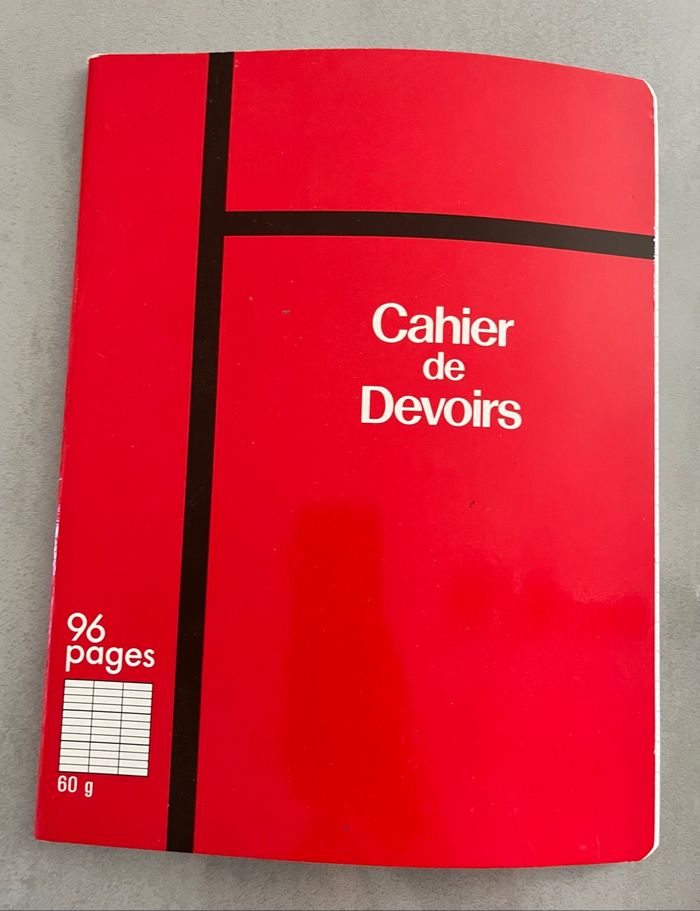 Cahier
de
Devoirs
96
pages
60 g